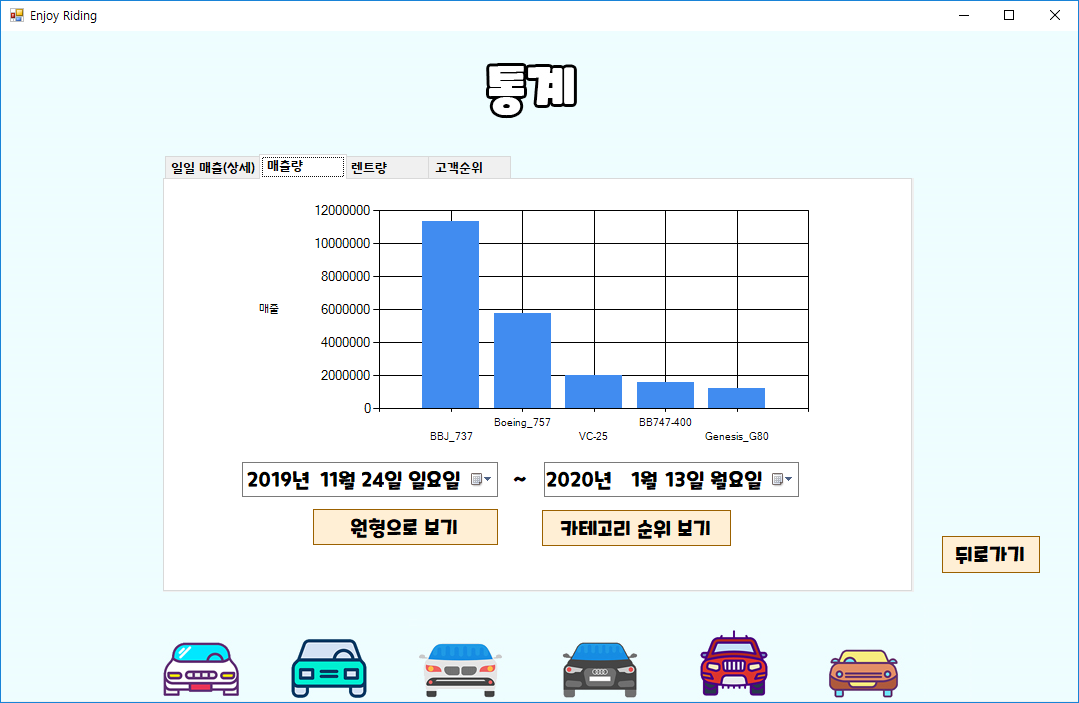 Enjoy Riding
통계
일일 매출(상세) 매출량 렌트량 고객순위
12000000
10000000
8000000
6000000
매출
4000000
2000000
0
BBJ_737 Boeing_757 VC-25 BB747-400 Genesis_G80
2019년 11월 24일 일요일 ~ 2020년 1월 13일 월요일
원형으로 보기 카테고리 순위 보기
뒤로가기